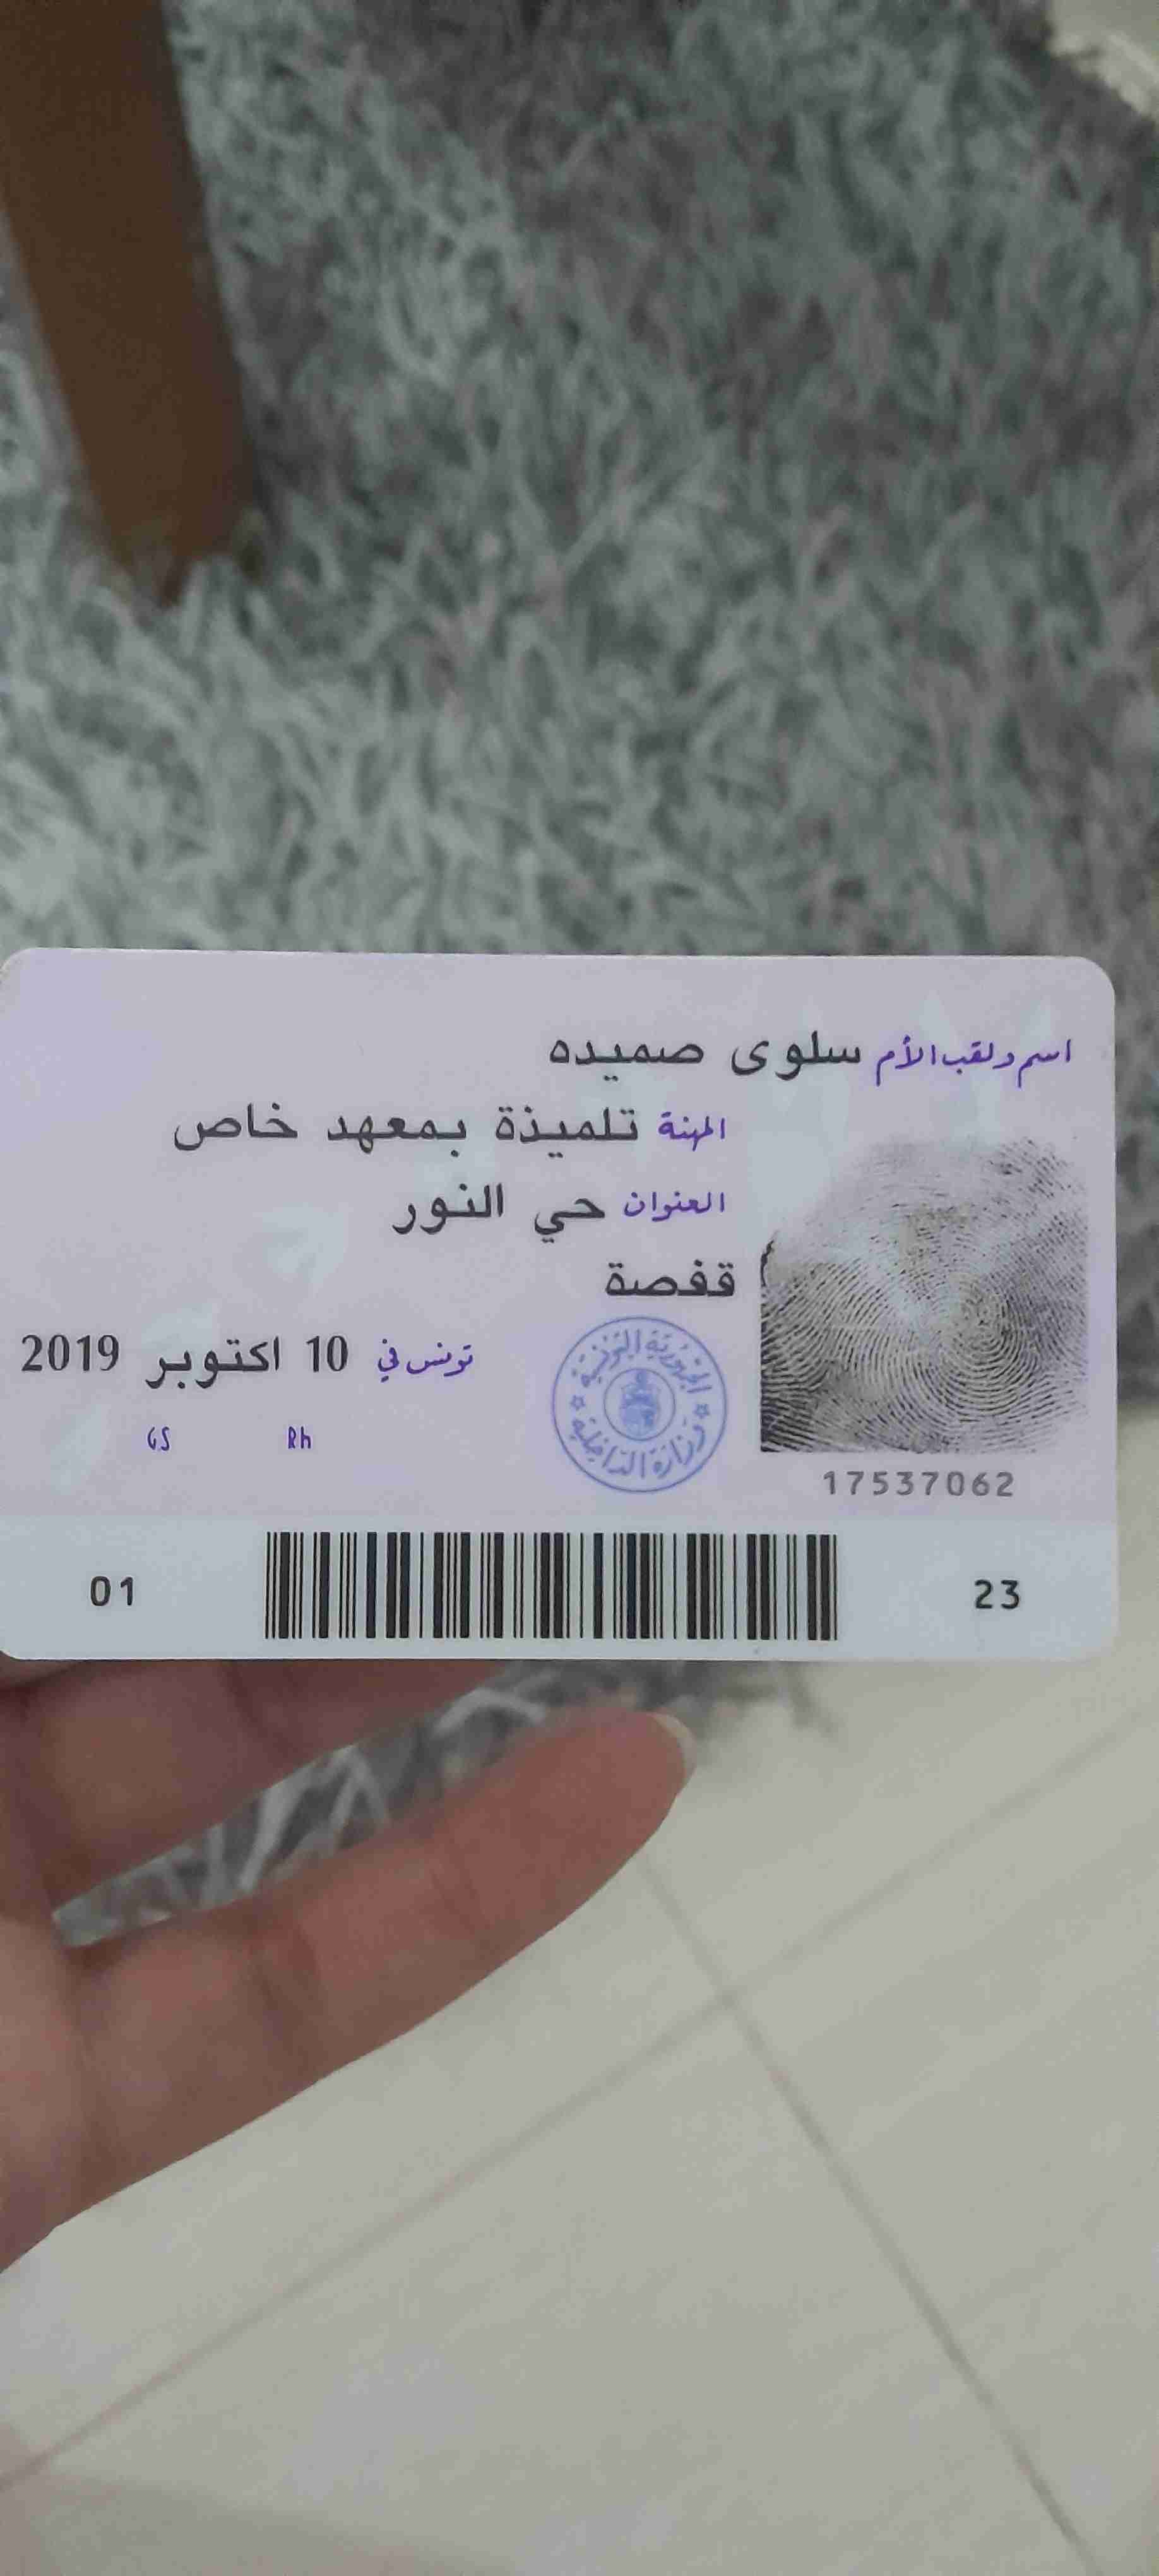 اسم ولقب الأم سلوى صميده
المهنة تلميذة بمعهد خاص
العنوان حي النور
قفصة
تونس في 10 اكتوبر 2019
الجمهورية التونسية
وزارة الداخلية
GS Rh
17537062
01 23